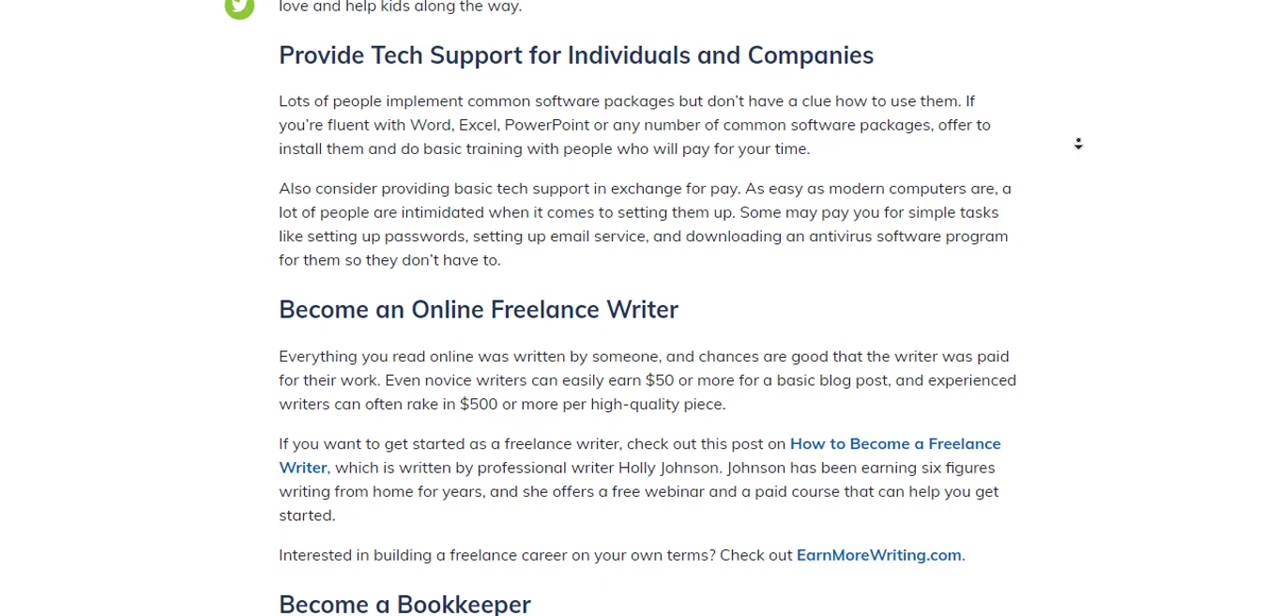 love and help kids along the way.
Provide Tech Support for Individuals and Companies
Lots of people implement common software packages but don’t have a clue how to use them. If
you’re fluent with Word, Excel, PowerPoint or any number of common software packages, offer to
install them and do basic training with people who will pay for your time.
Also consider providing basic tech support in exchange for pay. As easy as modern computers are, a
lot of people are intimidated when it comes to setting them up. Some may pay you for simple tasks
like setting up passwords, setting up email service, and downloading an antivirus software program
for them so they don’t have to.
Become an Online Freelance Writer
Everything you read online was written by someone, and chances are good that the writer was paid
for their work. Even novice writers can easily earn $50 or more for a basic blog post, and experienced
writers can often rake in $500 or more per high-quality piece.
If you want to get started as a freelance writer, check out this post on How to Become a Freelance
Writer, which is written by professional writer Holly Johnson. Johnson has been earning six figures
writing from home for years, and she offers a free webinar and a paid course that can help you get
started.
Interested in building a freelance career on your own terms? Check out EarnMoreWriting.com.
Become a Bookkeeper